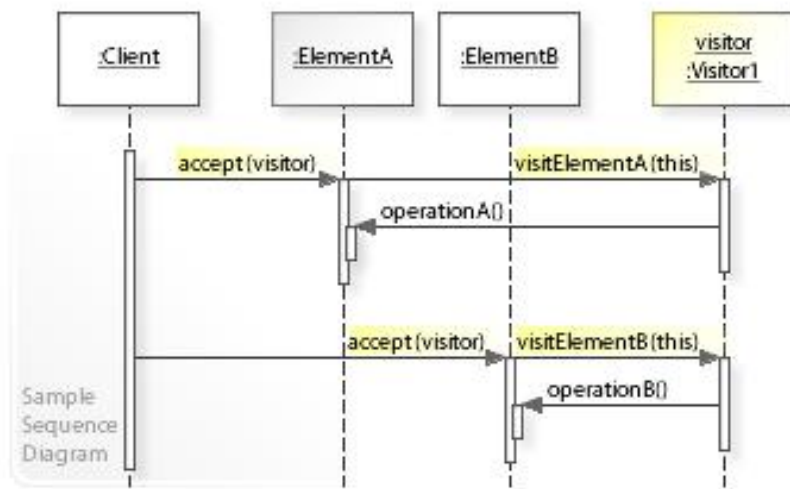 :Client
:ElementA
:ElementB
visitor
:Visitor1
accept(visitor)
visitElementA(this)
operationA()
accept(visitor)
visitElementB(this)
operationB()
Sample
Sequence
Diagram